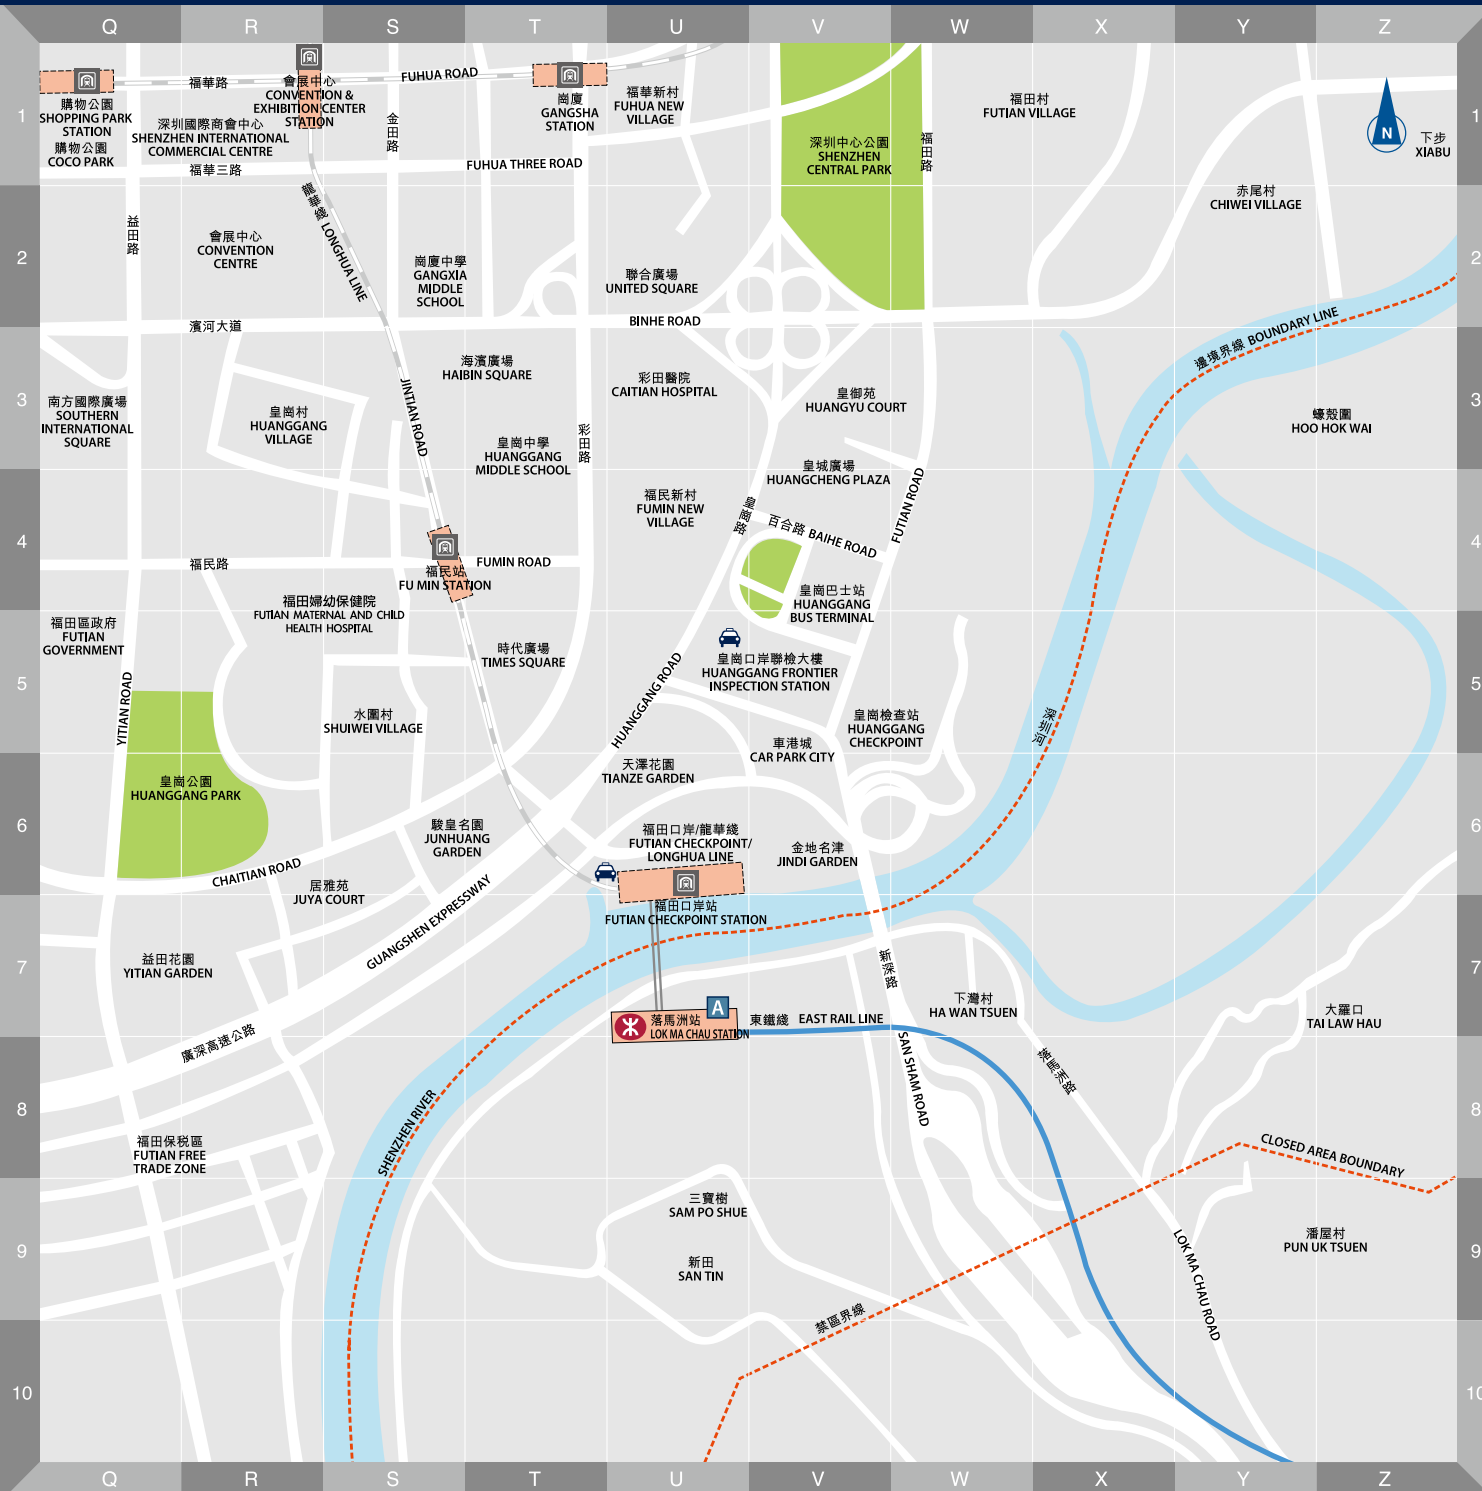 Q R S T U V W X Y Z
1
福華路
FUHUA ROAD
購物公園
SHOPPING PARK
STATION
購物公園
COCO PARK
會展中心
CONVENTION &
EXHIBITION CENTER
STATION
深圳國際商會中心
SHENZHEN INTERNATIONAL
COMMERCIAL CENTRE
金田路
崗廈
GANGSHA
STATION
福華新村
FUHUA NEW
VILLAGE
福華三路
FUHUA THREE ROAD
深圳中心公園
SHENZHEN
CENTRAL PARK
福田路
福田村
FUTIAN VILLAGE
N
下步
XIABU
1
2
益田路
會展中心
CONVENTION
CENTRE
龍華綫 LONGHUA LINE
崗廈中學
GANGXIA
MIDDLE
SCHOOL
聯合廣場
UNITED SQUARE
赤尾村
CHIWEI VILLAGE
2
濱河大道
BINHE ROAD
邊境界線 BOUNDARY LINE
3
南方國際廣場
SOUTHERN
INTERNATIONAL
SQUARE
皇崗村
HUANGGANG
VILLAGE
JINTIAN ROAD
海濱廣場
HAIBIN SQUARE
皇崗中學
HUANGGANG
MIDDLE SCHOOL
彩田路
彩田醫院
CAITIAN HOSPITAL
皇御苑
HUANGYU COURT
皇城廣場
HUANGCHENG PLAZA
蠔殼圍
HOO HOK WAI
3
4
福民路
FUMIN ROAD
福民站
FU MIN STATION
福民新村
FUMIN NEW
VILLAGE
皇崗路
百合路 BAIHE ROAD
FUTIAN ROAD
皇崗巴士站
HUANGGANG
BUS TERMINAL
4
5
福田區政府
FUTIAN
GOVERNMENT
福田婦幼保健院
FUTIAN MATERNAL AND CHILD
HEALTH HOSPITAL
YITIAN ROAD
水圍村
SHUIWEI VILLAGE
時代廣場
TIMES SQUARE
HUANGGANG ROAD
皇崗口岸聯檢大樓
HUANGGANG FRONTIER
INSPECTION STATION
皇崗檢查站
HUANGGANG
CHECKPOINT
車港城
CAR PARK CITY
深圳河
5
6
皇崗公園
HUANGGANG PARK
CHAITIAN ROAD
駿皇名園
JUNHUANG
GARDEN
天澤花園
TIANZE GARDEN
福田口岸/龍華綫
FUTIAN CHECKPOINT/
LONGHUA LINE
金地名津
JINDI GARDEN
居雅苑
JUYA COURT
6
7
益田花園
YITIAN GARDEN
GUANGSHEN EXPRESSWAY
廣深高速公路
福田口岸站
FUTIAN CHECKPOINT STATION
A
落馬洲站
LOK MA CHAU STATION
東鐵綫 EAST RAIL LINE
新深路
下灣村
HA WAN TSUEN
大羅口
TAI LAW HAU
7
8
福田保稅區
FUTIAN FREE
TRADE ZONE
SHENZHEN RIVER
SAN SHAM ROAD
落馬洲路
CLOSED AREA BOUNDARY
8
9
三寶樹
SAM PO SHUE
新田
SAN TIN
禁區界線
LOK MA CHAU ROAD
潘屋村
PUN UK TSUEN
9
10
10
Q R S T U V W X Y Z